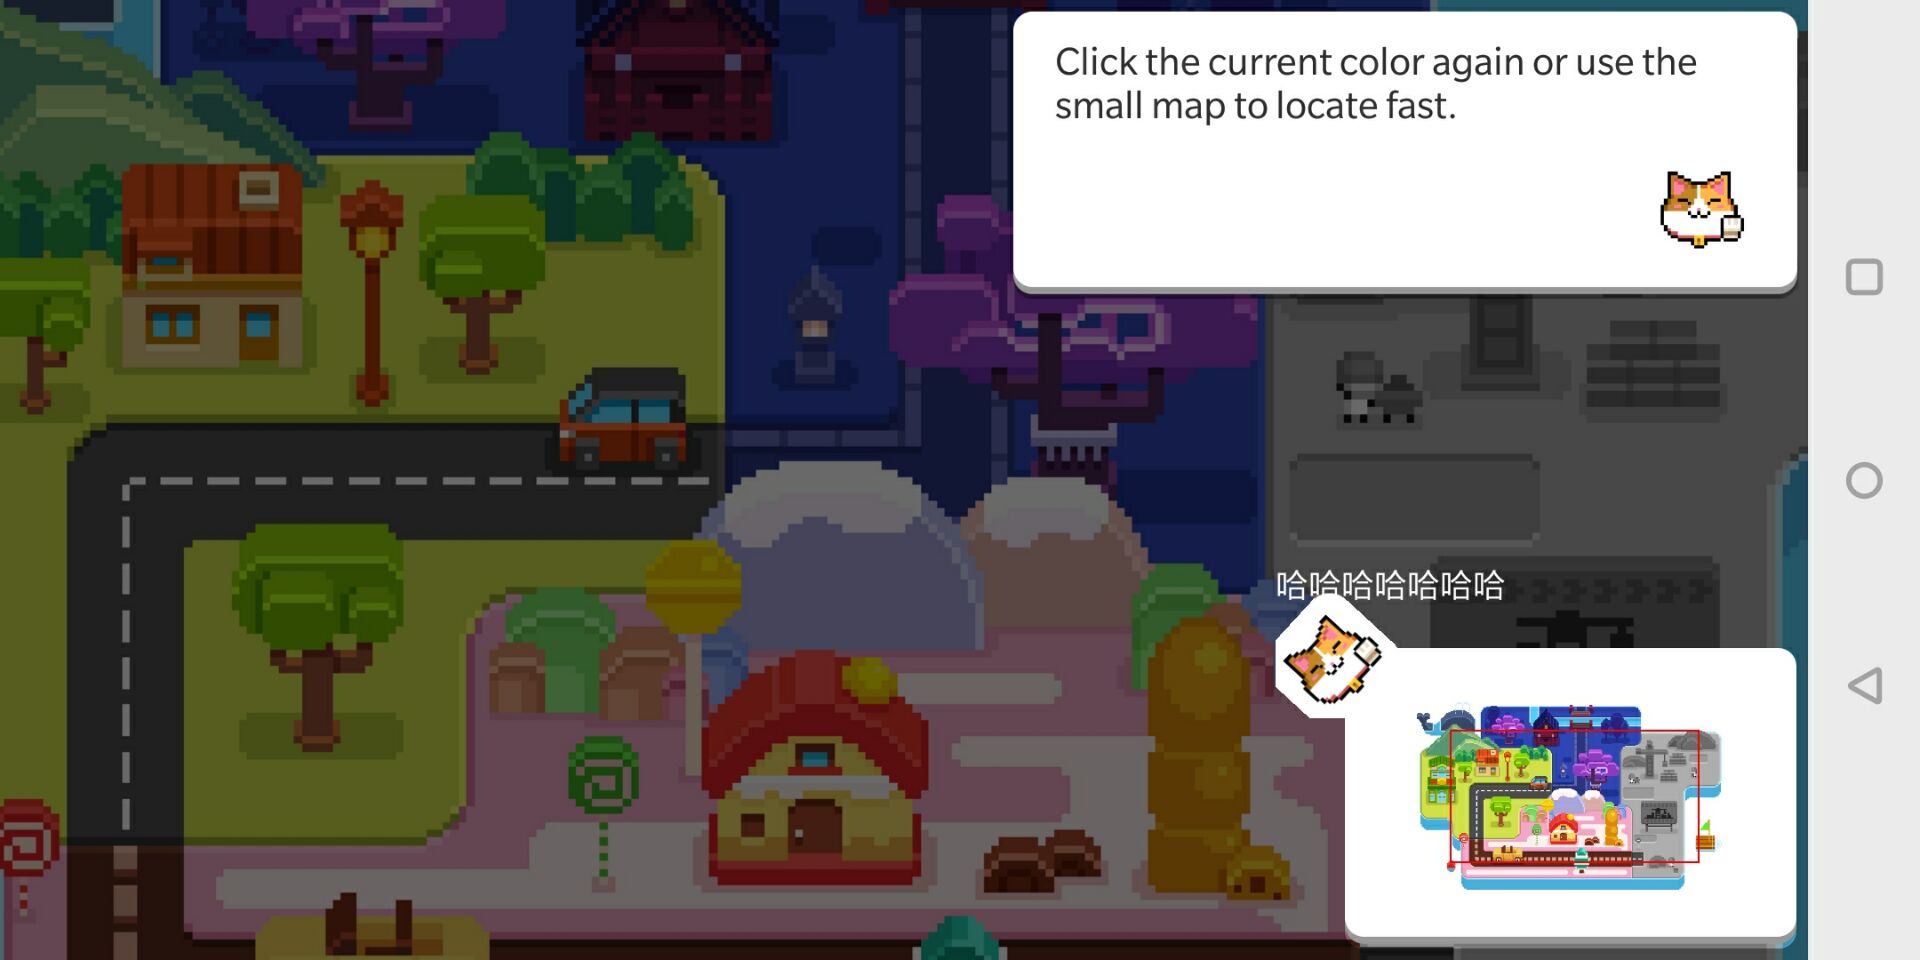 Click the current color again or use the
small map to locate fast.
哈哈哈哈哈哈哈